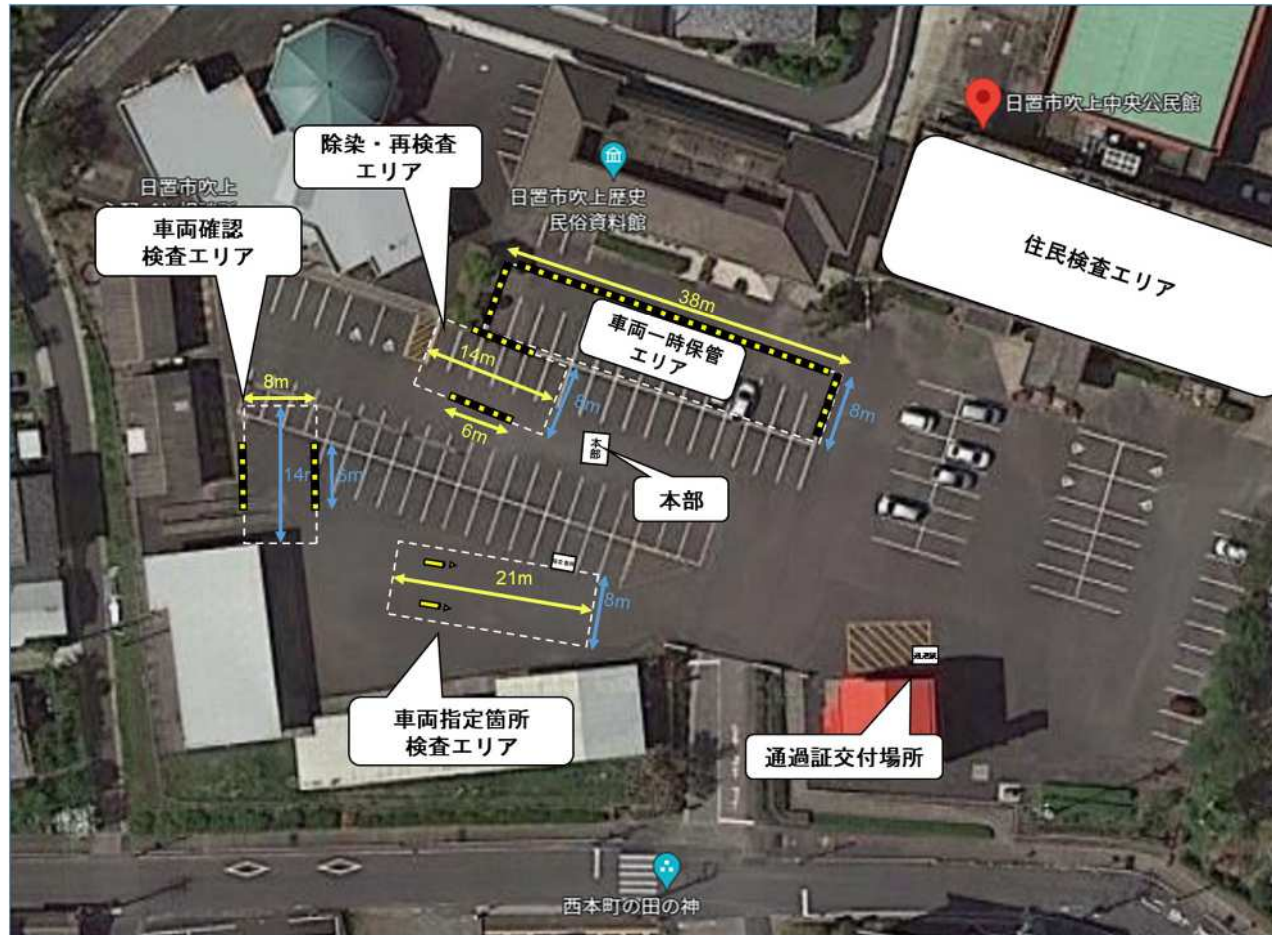 日置市吹上中央公民館
除染・再検査
エリア
日置市吹上歴史
民俗資料館
日置市吹上
車両確認
検査エリア
住民検査エリア
38m
車両一時保管
エリア
14m
8m
8m
8m
6m
本
部
14m
本部
21m
8m
車両指定箇所
検査エリア
通過証交付場所
西本町の田の神